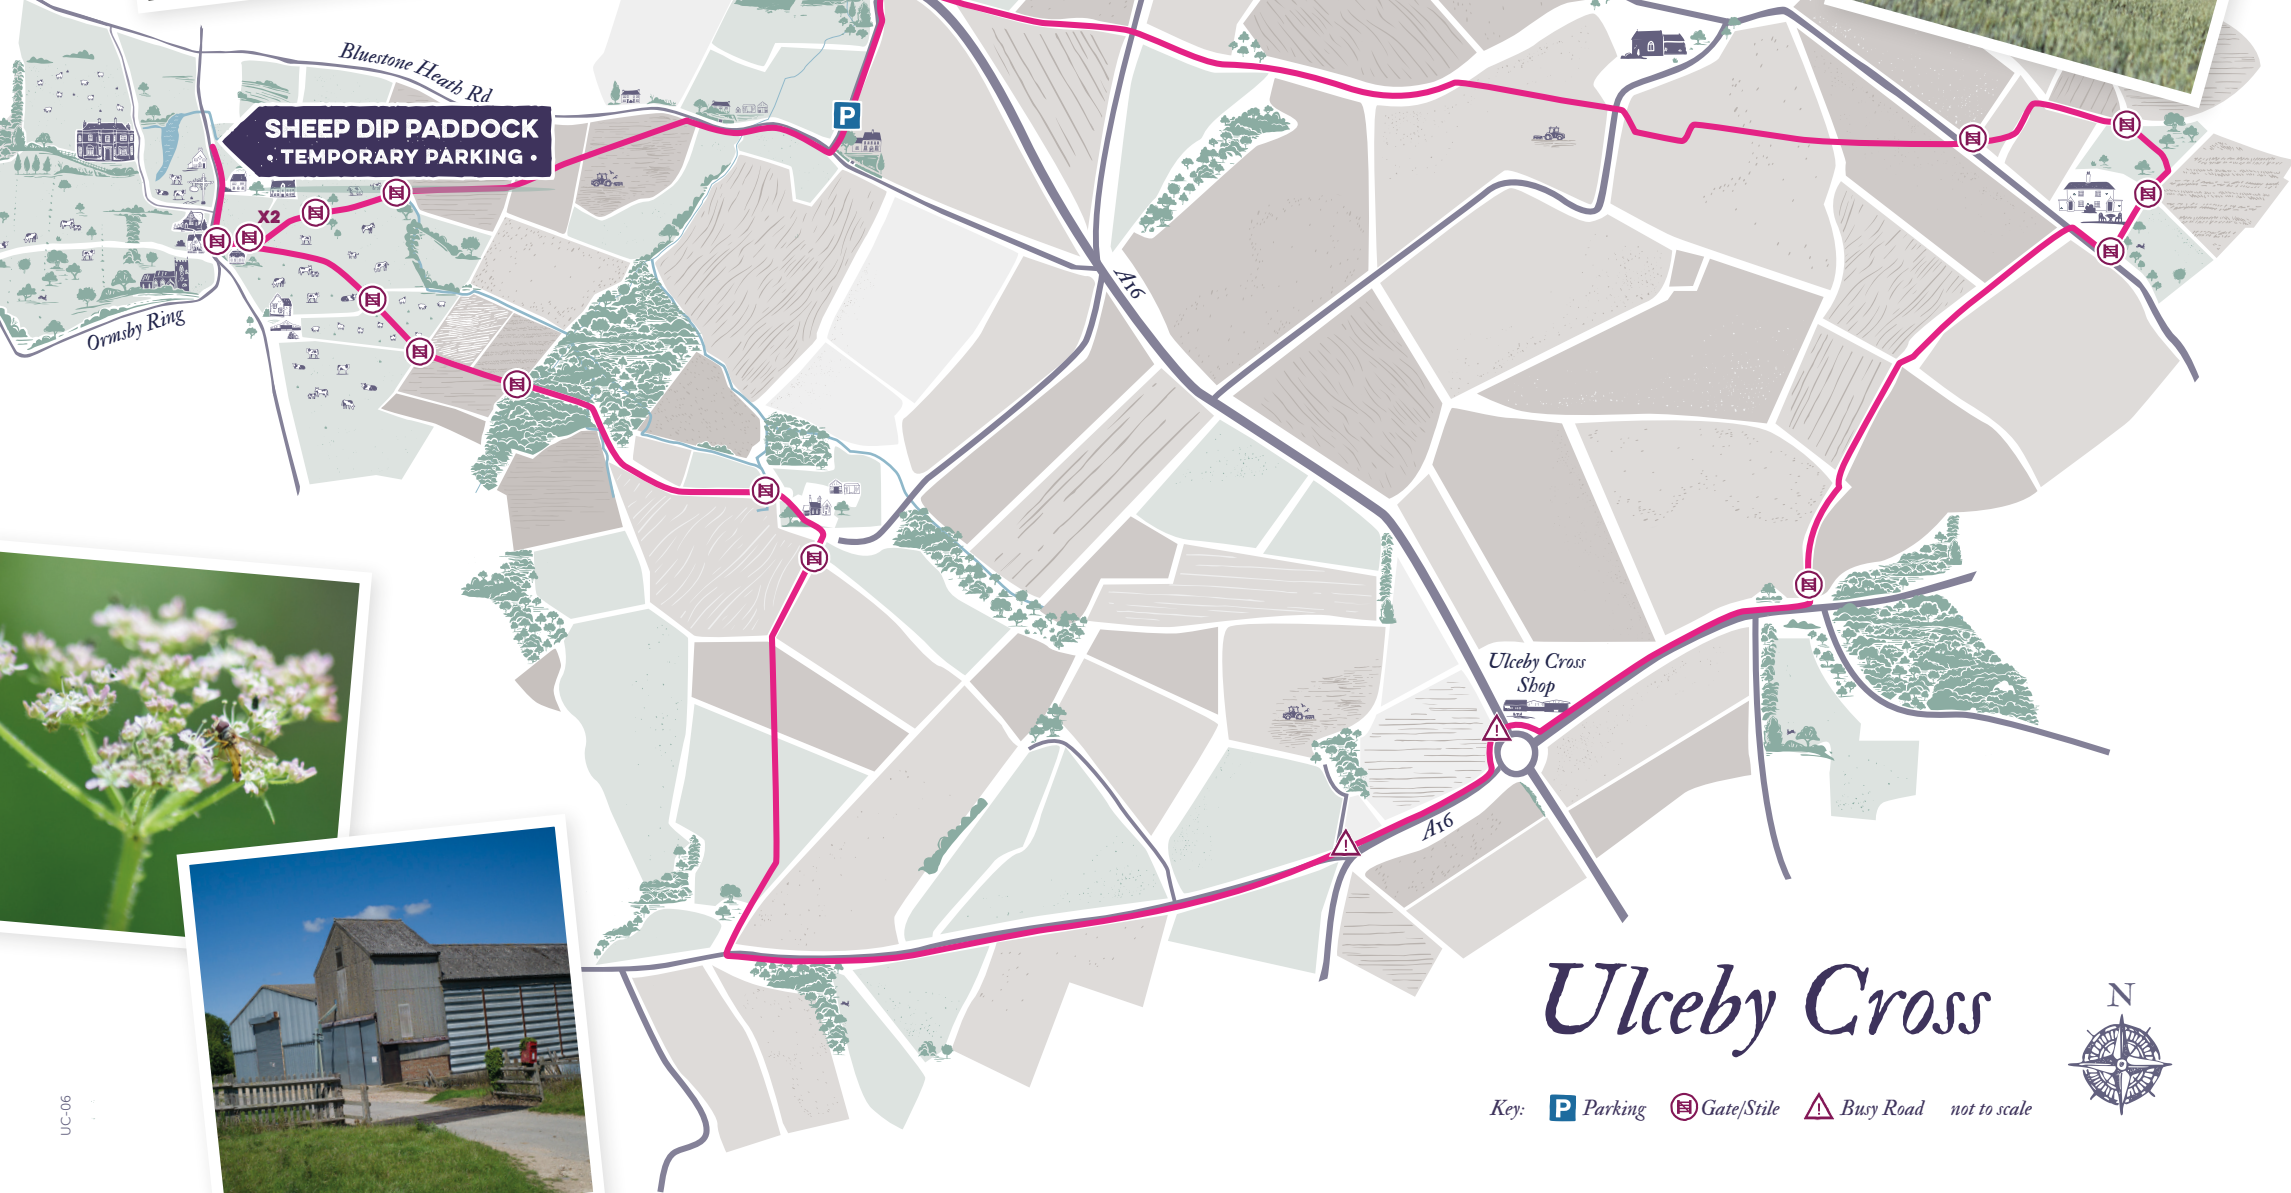 Bluestone Heath Rd
SHEEP DIP PADDOCK
• TEMPORARY PARKING •
P
X2
Ormsby Ring
A16
Ulceby Cross
Shop
A16
Ulceby Cross
N
Key: P Parking Gate/Stile Busy Road not to scale
UC-06